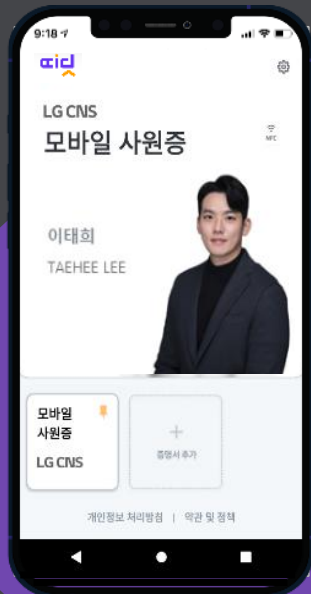 9:18
LG CNS
모바일 사원증
NFC
이태희
TAEHEE LEE
모바일
사원증
LG CNS
증명서 추가
개인정보 처리방침 | 약관 및 정책